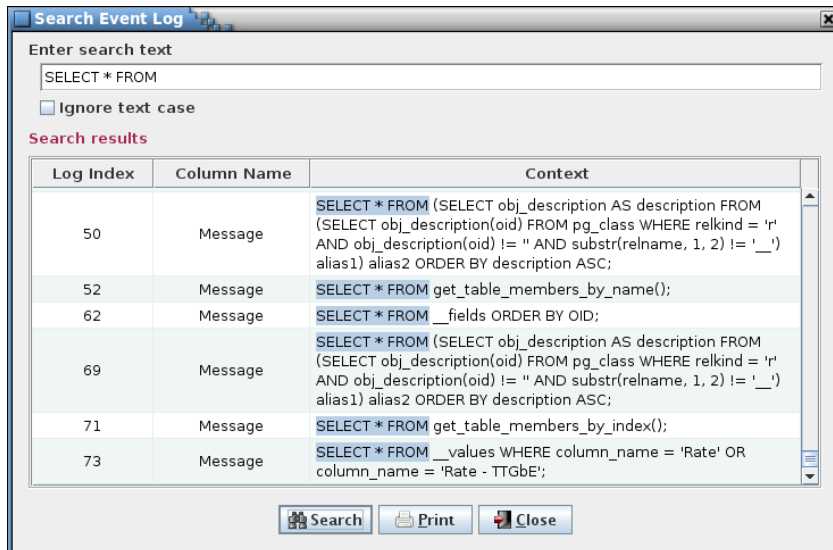 Search Event Log
Enter search text
SELECT * FROM
Ignore text case
Search results
Log Index Column Name Context
50 Message SELECT * FROM (SELECT obj_description AS description FROM
(SELECT obj_description(oid) FROM pg_class WHERE relkind = 'r'
AND obj_description(oid) != '' AND substr(relname, 1, 2) != '__')
alias1) alias2 ORDER BY description ASC;
52 Message SELECT * FROM get_table_members_by_name();
62 Message SELECT * FROM __fields ORDER BY OID;
69 Message SELECT * FROM (SELECT obj_description AS description FROM
(SELECT obj_description(oid) FROM pg_class WHERE relkind = 'r'
AND obj_description(oid) != '' AND substr(relname, 1, 2) != '__')
alias1) alias2 ORDER BY description ASC;
71 Message SELECT * FROM get_table_members_by_index();
73 Message SELECT * FROM __values WHERE column_name = 'Rate' OR
column_name = 'Rate - TTGbE';
Search Print Close